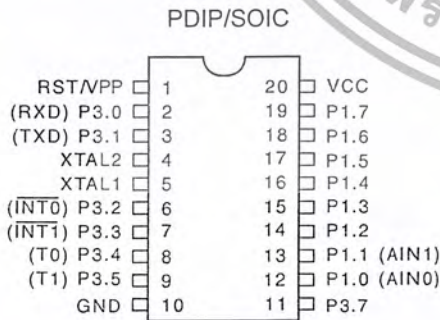 PDIP/SOIC
RST/VPP 1 20 VCC
(RXD) P3.0 2 19 P1.7
(TXD) P3.1 3 18 P1.6
XTAL2 4 17 P1.5
XTAL1 5 16 P1.4
(INT0) P3.2 6 15 P1.3
(INT1) P3.3 7 14 P1.2
(T0) P3.4 8 13 P1.1 (AIN1)
(T1) P3.5 9 12 P1.0 (AIN0)
GND 10 11 P3.7